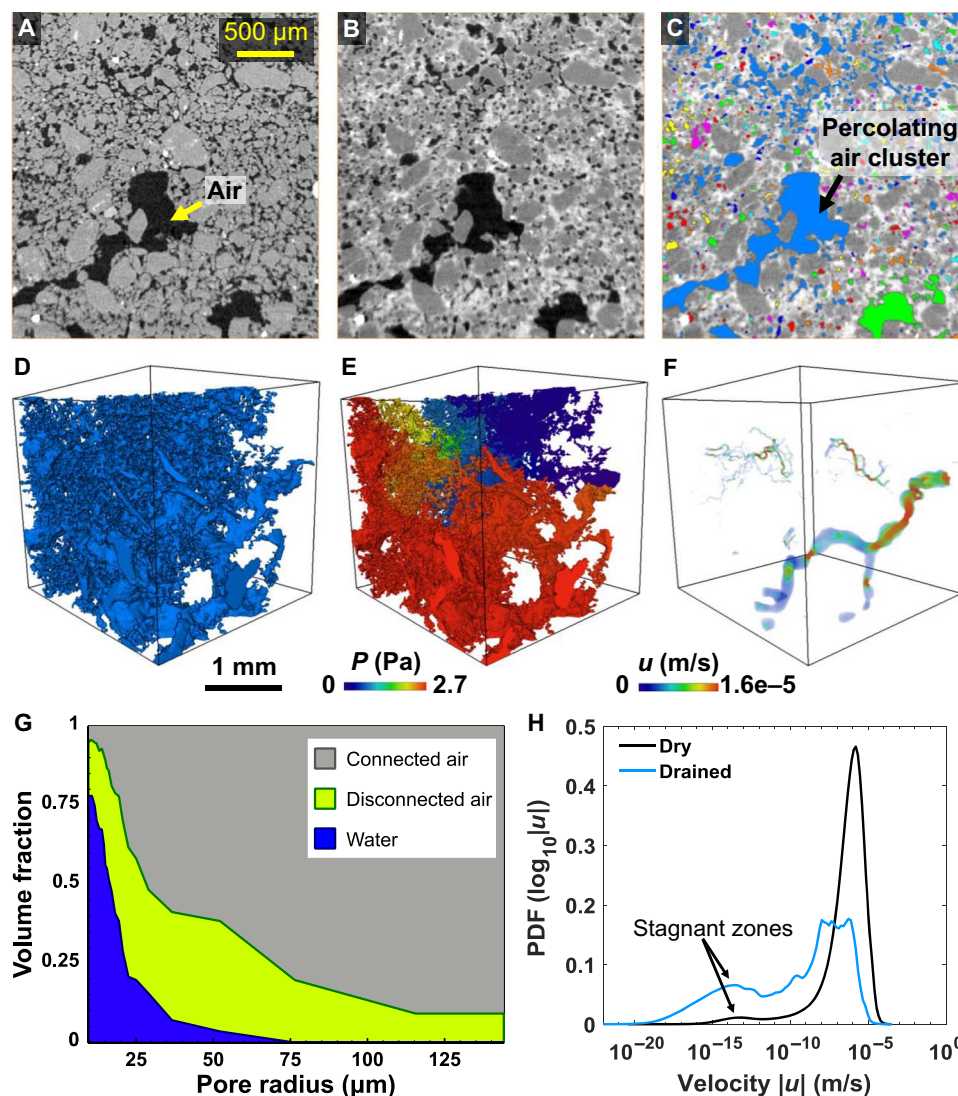 A
500 µm
Air
B
C
Percolating
air cluster
D
E
F
1 mm
P (Pa)
0
2.7
u (m/s)
0
1.6e–5
G
1
0.75
0.5
0.25
0
Volume fraction
Connected air
Disconnected air
Water
25
50
75
100
125
Pore radius (µm)
H
0.5
0.4
0.3
0.2
0.1
0
PDF (log₁₀|u|)
Dry
Drained
Stagnant zones
10⁻²⁰
10⁻¹⁵
10⁻¹⁰
10⁻⁵
10⁰
Velocity |u| (m/s)